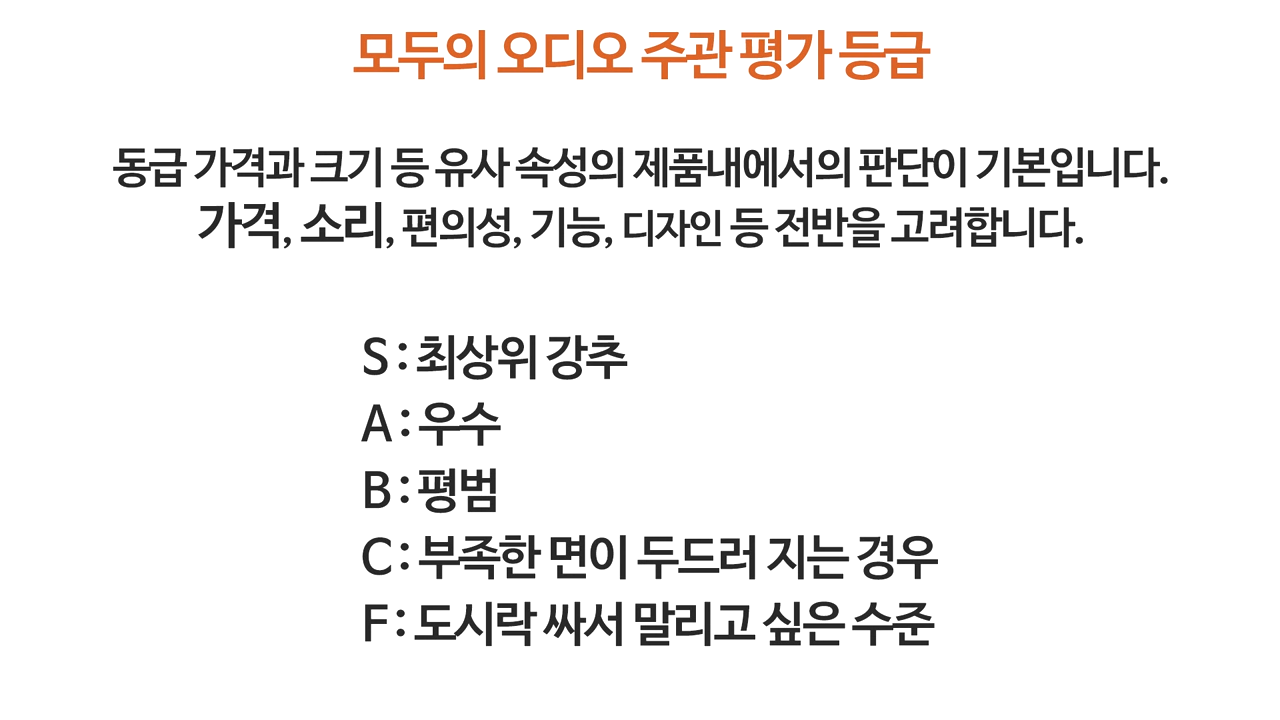 모두의 오디오 주관 평가 등급
동급 가격과 크기 등 유사 속성의 제품내에서의 판단이 기본입니다.
가격, 소리, 편의성, 기능, 디자인 등 전반을 고려합니다.
S : 최상위 강추
A : 우수
B : 평범
C : 부족한 면이 두드러 지는 경우
F : 도시락 싸서 말리고 싶은 수준